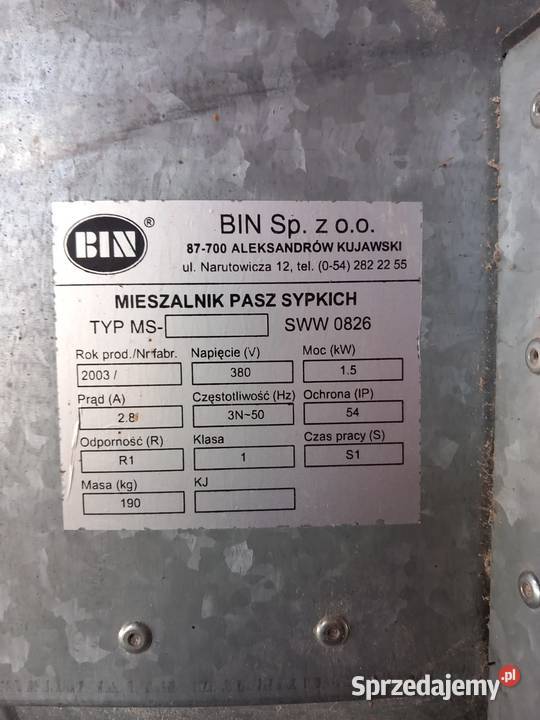 BIN ®
BIN Sp. z o.o.
87-700 ALEKSANDRÓW KUJAWSKI
ul. Narutowicza 12, tel. (0-54) 282 22 55
MIESZALNIK PASZ SYPKICH
TYP MS- SWW 0826
Rok prod./Nr fabr. Napięcie (V) Moc (kW)
2003 / 380 1.5
Prąd (A) Częstotliwość (Hz) Ochrona (IP)
2.8 3N~50 54
Odporność (R) Klasa Czas pracy (S)
R1 1 S1
Masa (kg) KJ
190
Sprzedajemy.pl